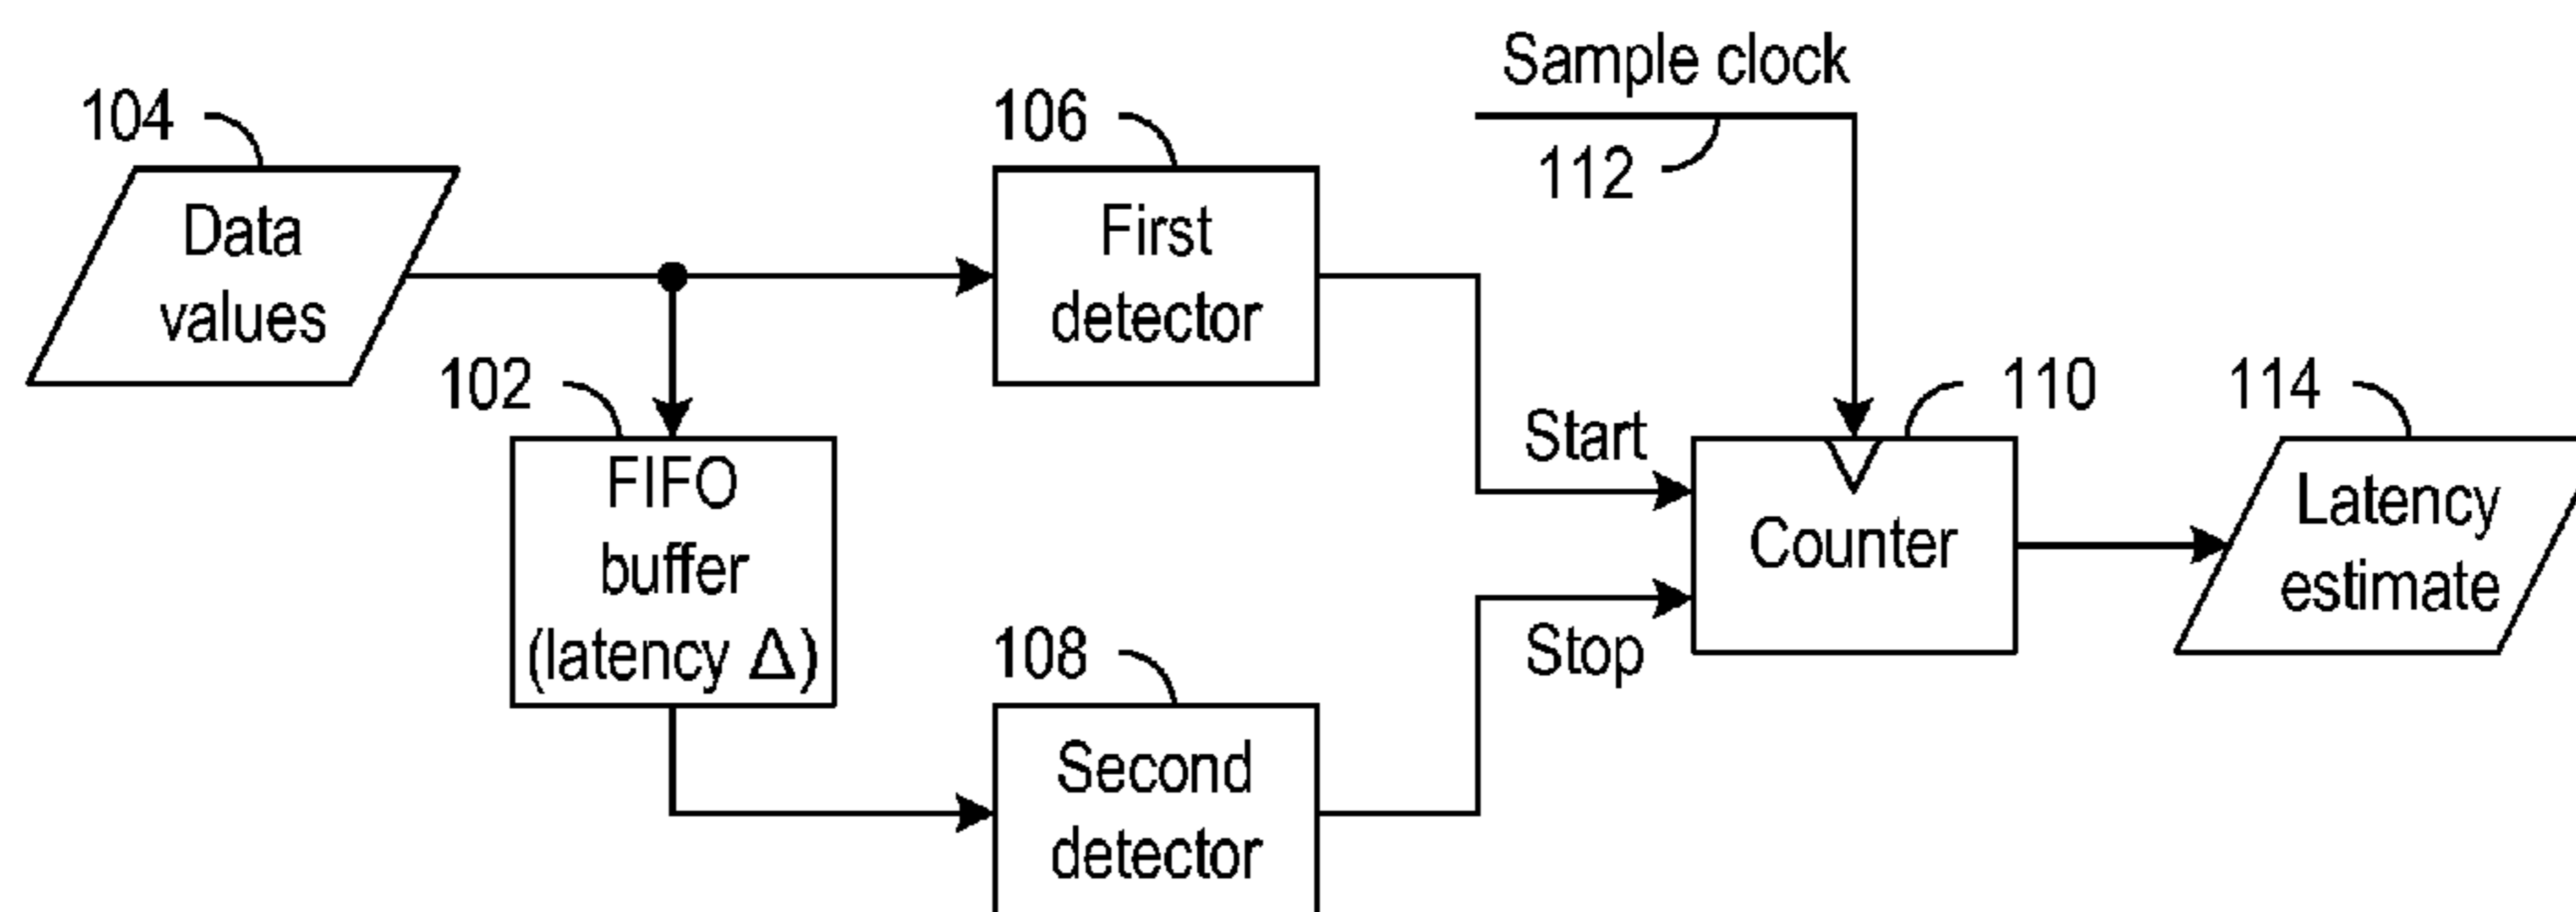 Sample clock
104
106
112
Data
values
First
detector
102
110
114
Start
FIFO
buffer
(latency Δ)
Counter
Latency
estimate
108
Stop
Second
detector